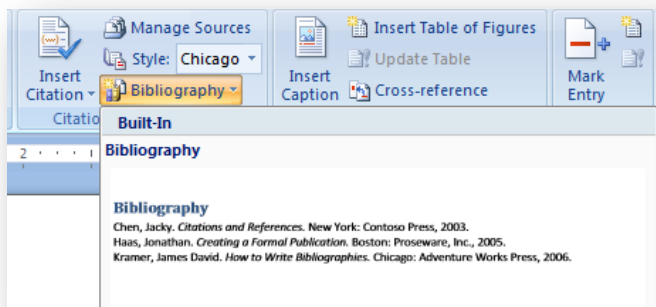 Manage Sources
Style: Chicago
Bibliography
Insert
Citation
Citatio
Insert
Caption
Insert Table of Figures
Update Table
Cross-reference
Mark
Entry
2
Built-In
Bibliography
Bibliography
Chen, Jacky. Citations and References. New York: Contoso Press, 2003.
Haas, Jonathan. Creating a Formal Publication. Boston: Proseware, Inc., 2005.
Kramer, James David. How to Write Bibliographies. Chicago: Adventure Works Press, 2006.